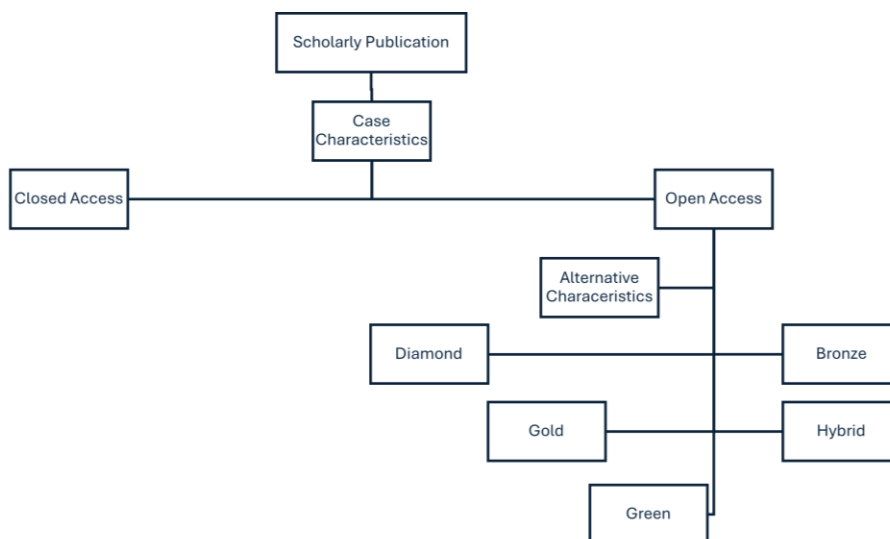 Scholarly Publication
Case
Characteristics
Closed Access
Open Access
Alternative
Characeristics
Diamond
Bronze
Gold
Hybrid
Green